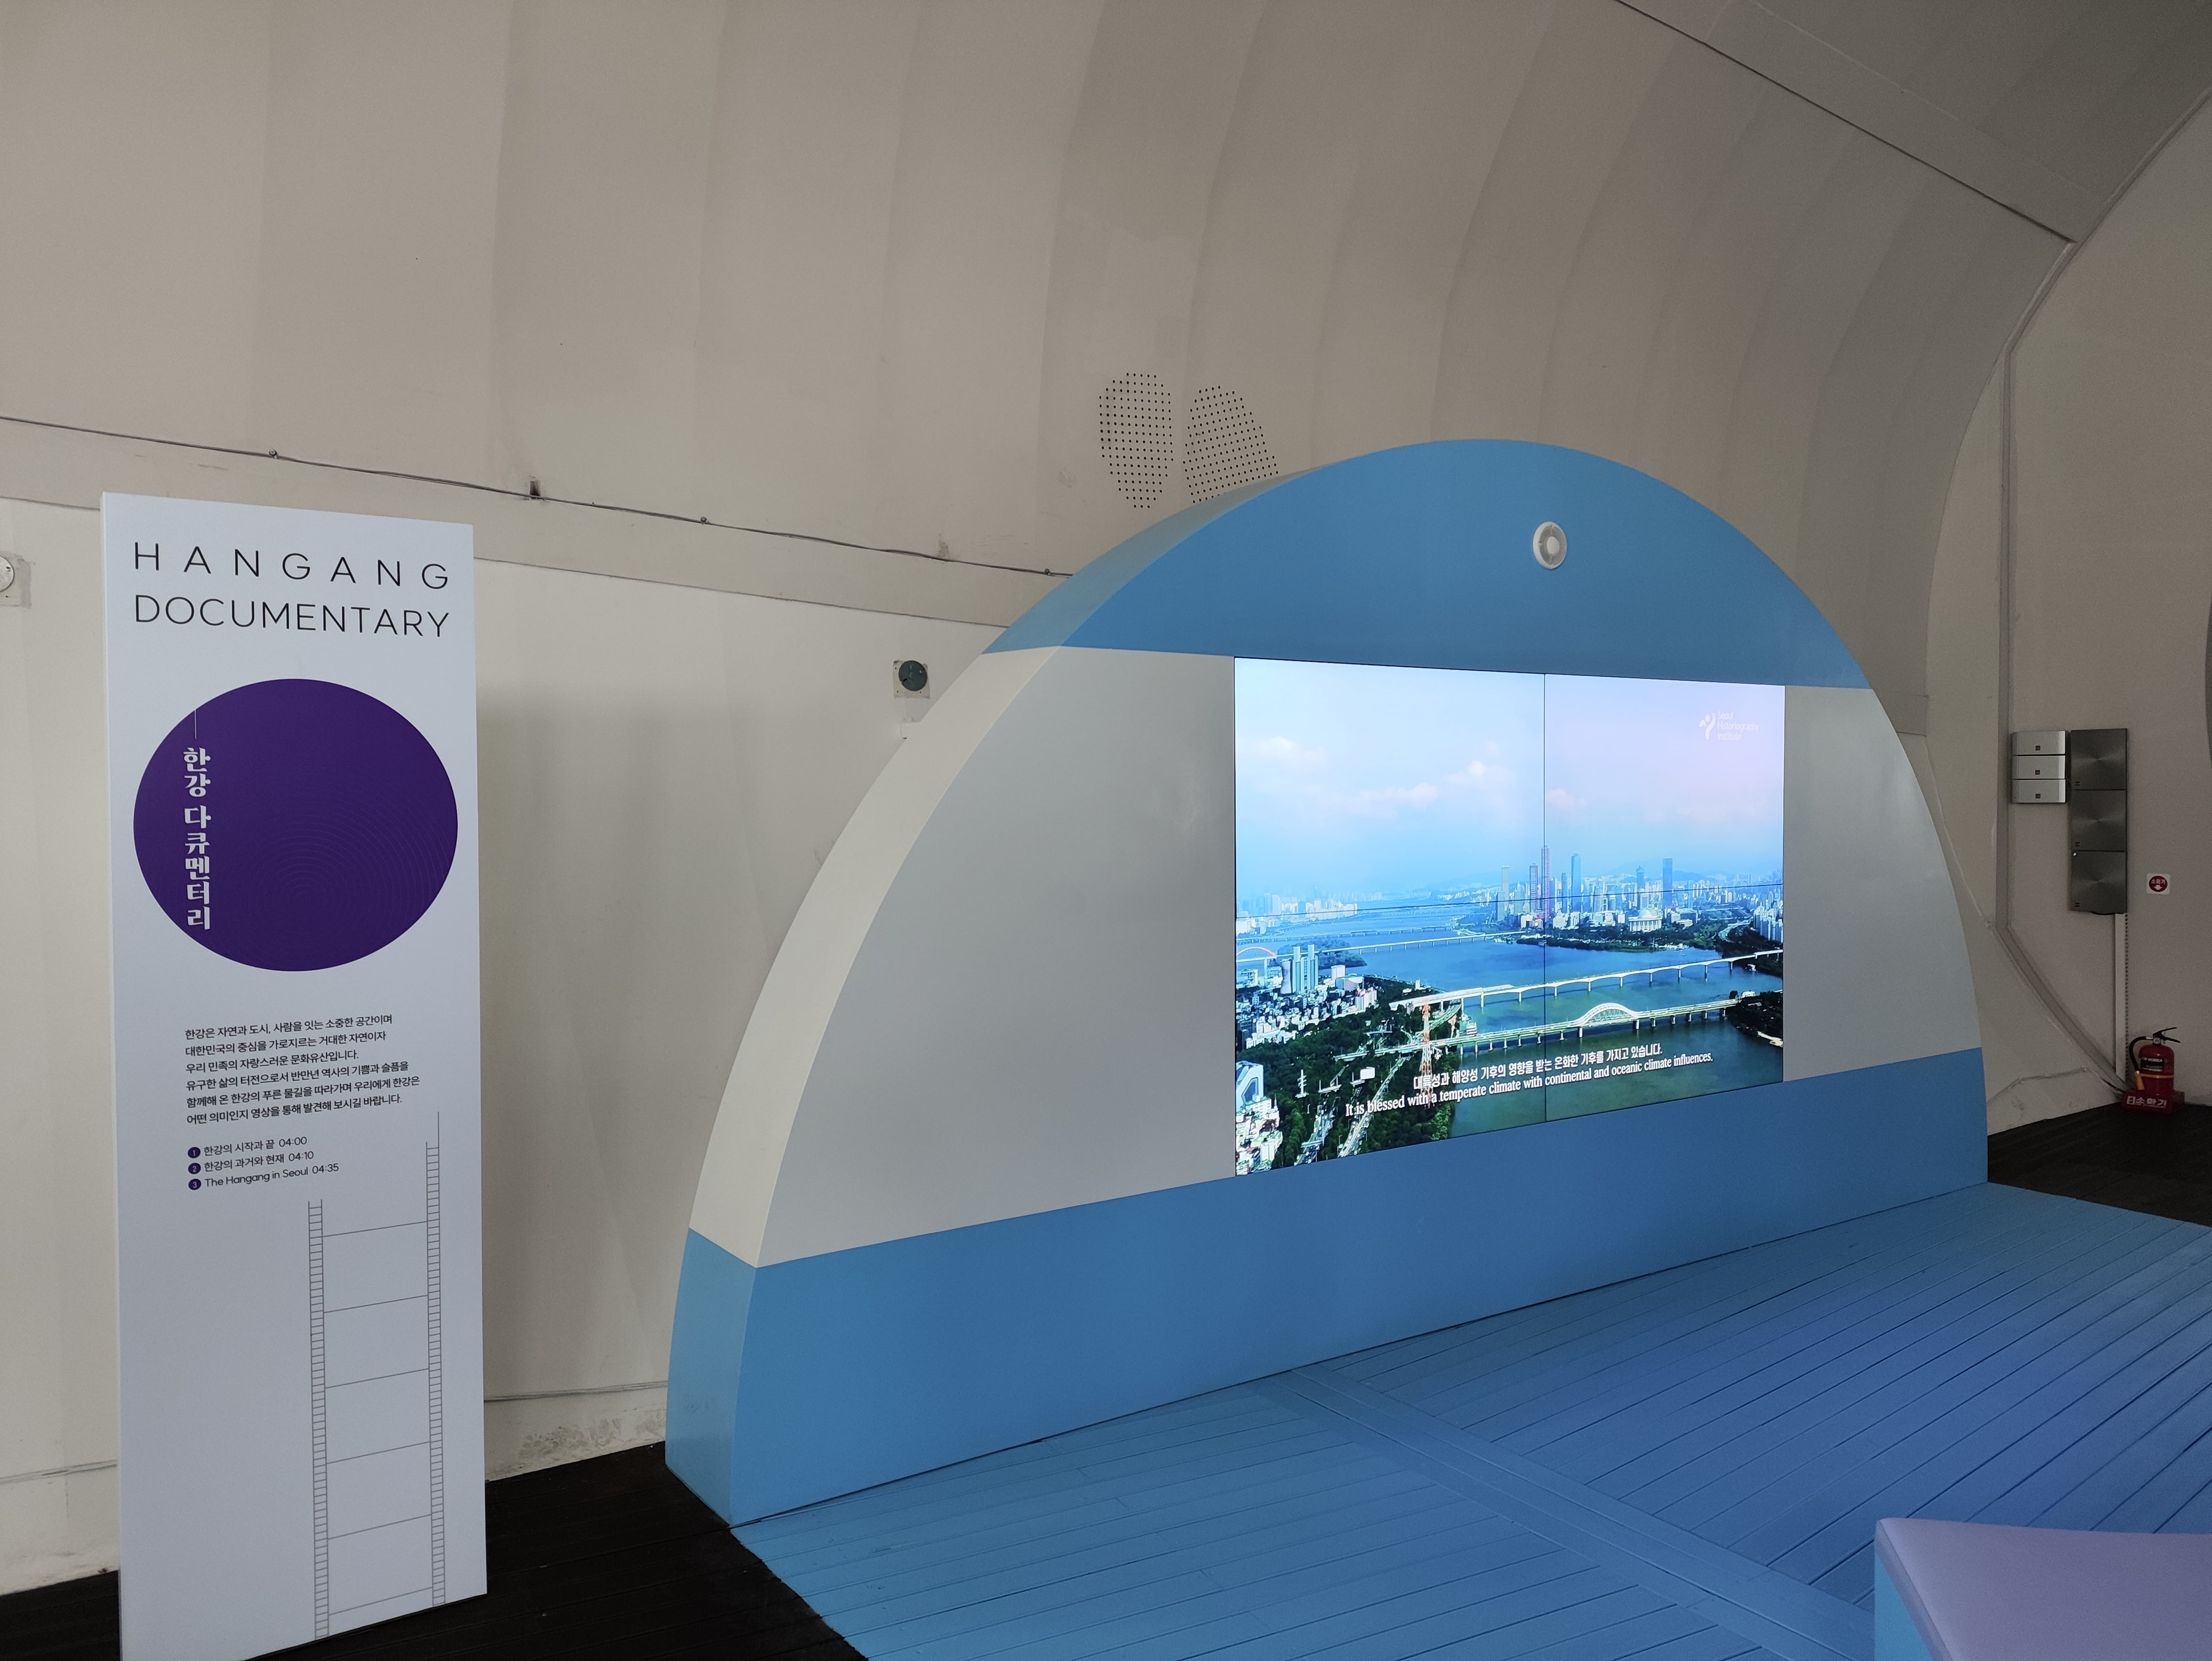 HANGANG
DOCUMENTARY
한강 다큐멘터리
한강은 자연과 도시, 사람을 잇는 소중한 공간이며
대한민국의 중심을 가로지르는 거대한 자연이자
우리 민족의 자랑스러운 문화유산입니다.
유구한 삶의 터전으로서 반만년 역사의 기쁨과 슬픔을
함께해 온 한강의 푸른 물길을 따라가며 우리에게 한강은
어떤 의미인지 영상을 통해 발견해 보시길 바랍니다.
1 한강의 시작과 끝 04:00
2 한강의 과거와 현재 04:10
3 The Hangang in Seoul 04:35
Seoul
Institute
대륙성과 해양성 기후의 영향을 받는 온화한 기후를 가지고 있습니다.
It is blessed with a temperate climate with continental and oceanic climate influences.
소화기
소화기